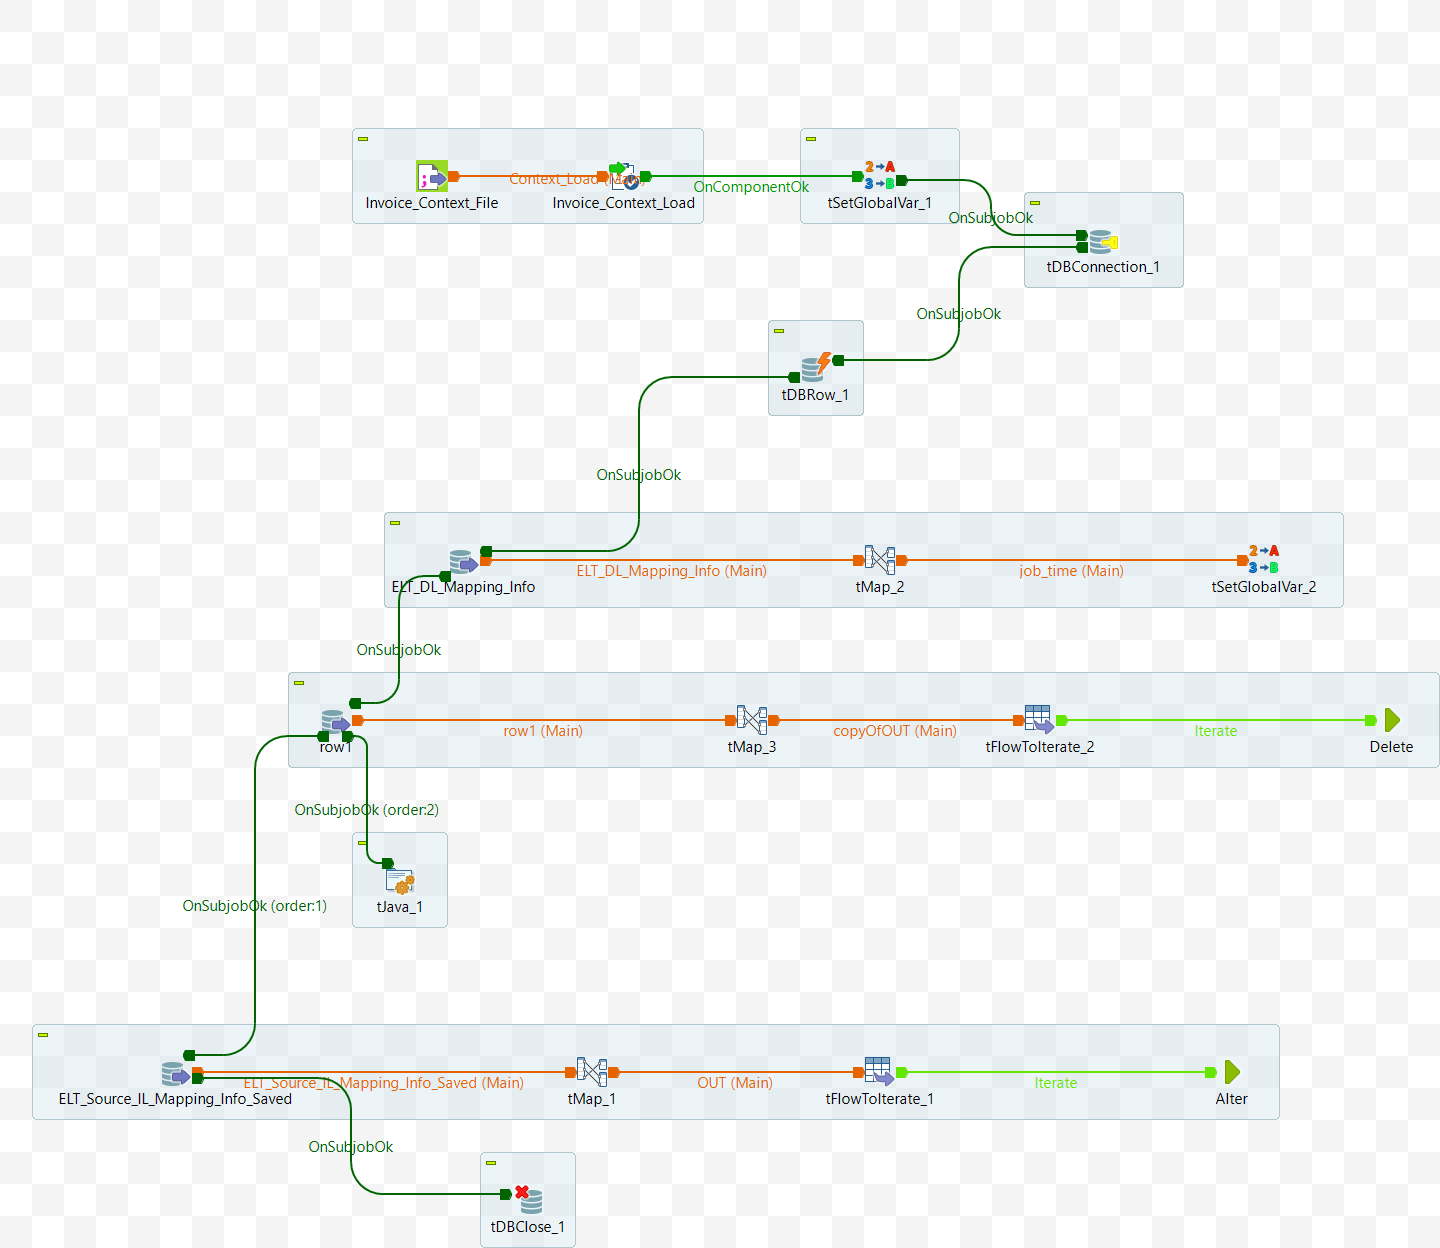 Context_Load (Main)
OnComponentOk
Invoice_Context_File
Invoice_Context_Load
tSetGlobalVar_1
OnSubjobOk
tDBConnection_1
OnSubjobOk
tDBRow_1
OnSubjobOk
ELT_DL_Mapping_Info (Main)
job_time (Main)
ELT_DL_Mapping_Info
tMap_2
tSetGlobalVar_2
OnSubjobOk
row1 (Main)
copyOfOUT (Main)
Iterate
row1
tMap_3
tFlowToIterate_2
Delete
OnSubjobOk (order:2)
tJava_1
OnSubjobOk (order:1)
ELT_Source_IL_Mapping_Info_Saved (Main)
OUT (Main)
Iterate
ELT_Source_IL_Mapping_Info_Saved
tMap_1
tFlowToIterate_1
Alter
OnSubjobOk
tDBClose_1